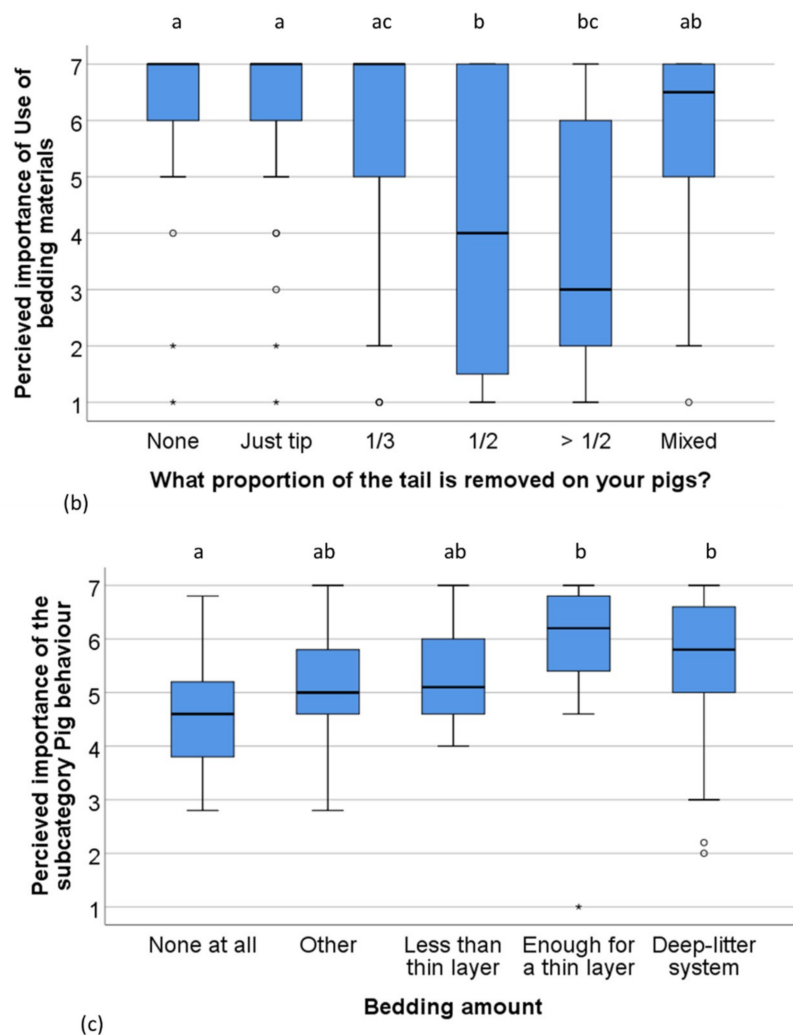 a a ac b bc ab
Percieved importance of Use of
bedding materials
7
6
5
4
3
2
1
None Just tip 1/3 1/2 > 1/2 Mixed
What proportion of the tail is removed on your pigs?
(b)
a ab ab b b
Percieved importance of the
subcategory Pig behaviour
7
6
5
4
3
2
1
None at all Other Less than thin layer Enough for a thin layer Deep-litter system
Bedding amount
(c)